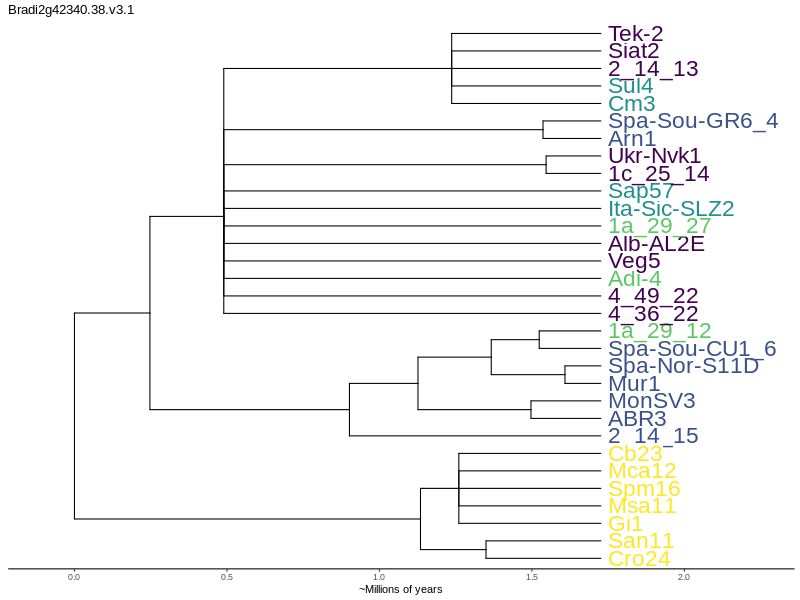 Bradi2g42340.38.v3.1
Tek-2
Siat2
2_14_13
Sul4
Cm3
Spa-Sou-GR6_4
Arn1
Ukr-Nvk1
1c_25_14
Sap57
Ita-Sic-SLZ2
1a_29_27
Alb-AL2E
Veg5
Adi-4
4_49_22
4_36_22
1a_29_12
Spa-Sou-CU1_6
Spa-Nor-S11D
Mur1
MonSV3
ABR3
2_14_15
Cb23
Mca12
Spm16
Msa11
Gi1
San11
Cro24
0.0 0.5 1.0 1.5 2.0
~Millions of years